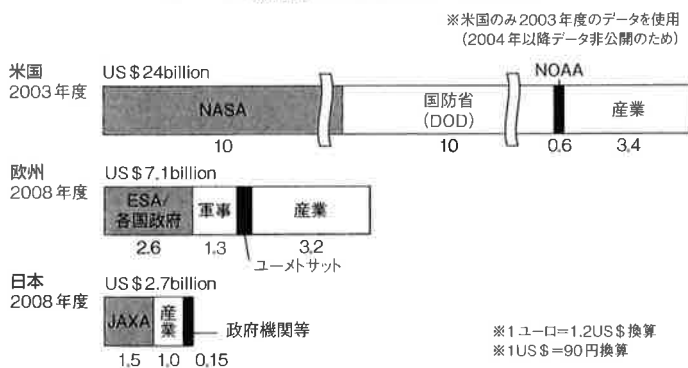 ※米国のみ2003年度のデータを使用
(2004年以降データ非公開のため)
米国
2003年度
US$24billion
NOAA
NASA
国防省
(DOD)
産業
10
10
0.6
3.4
欧州
2008年度
US$7.1billion
ESA/
各国政府
軍事
産業
2.6
1.3
3.2
ユーメトサット
日本
2008年度
US$2.7billion
JAXA
産業
政府機関等
1.5
1.0
0.15
※1ユーロ=1.2US$換算
※1US$=90円換算